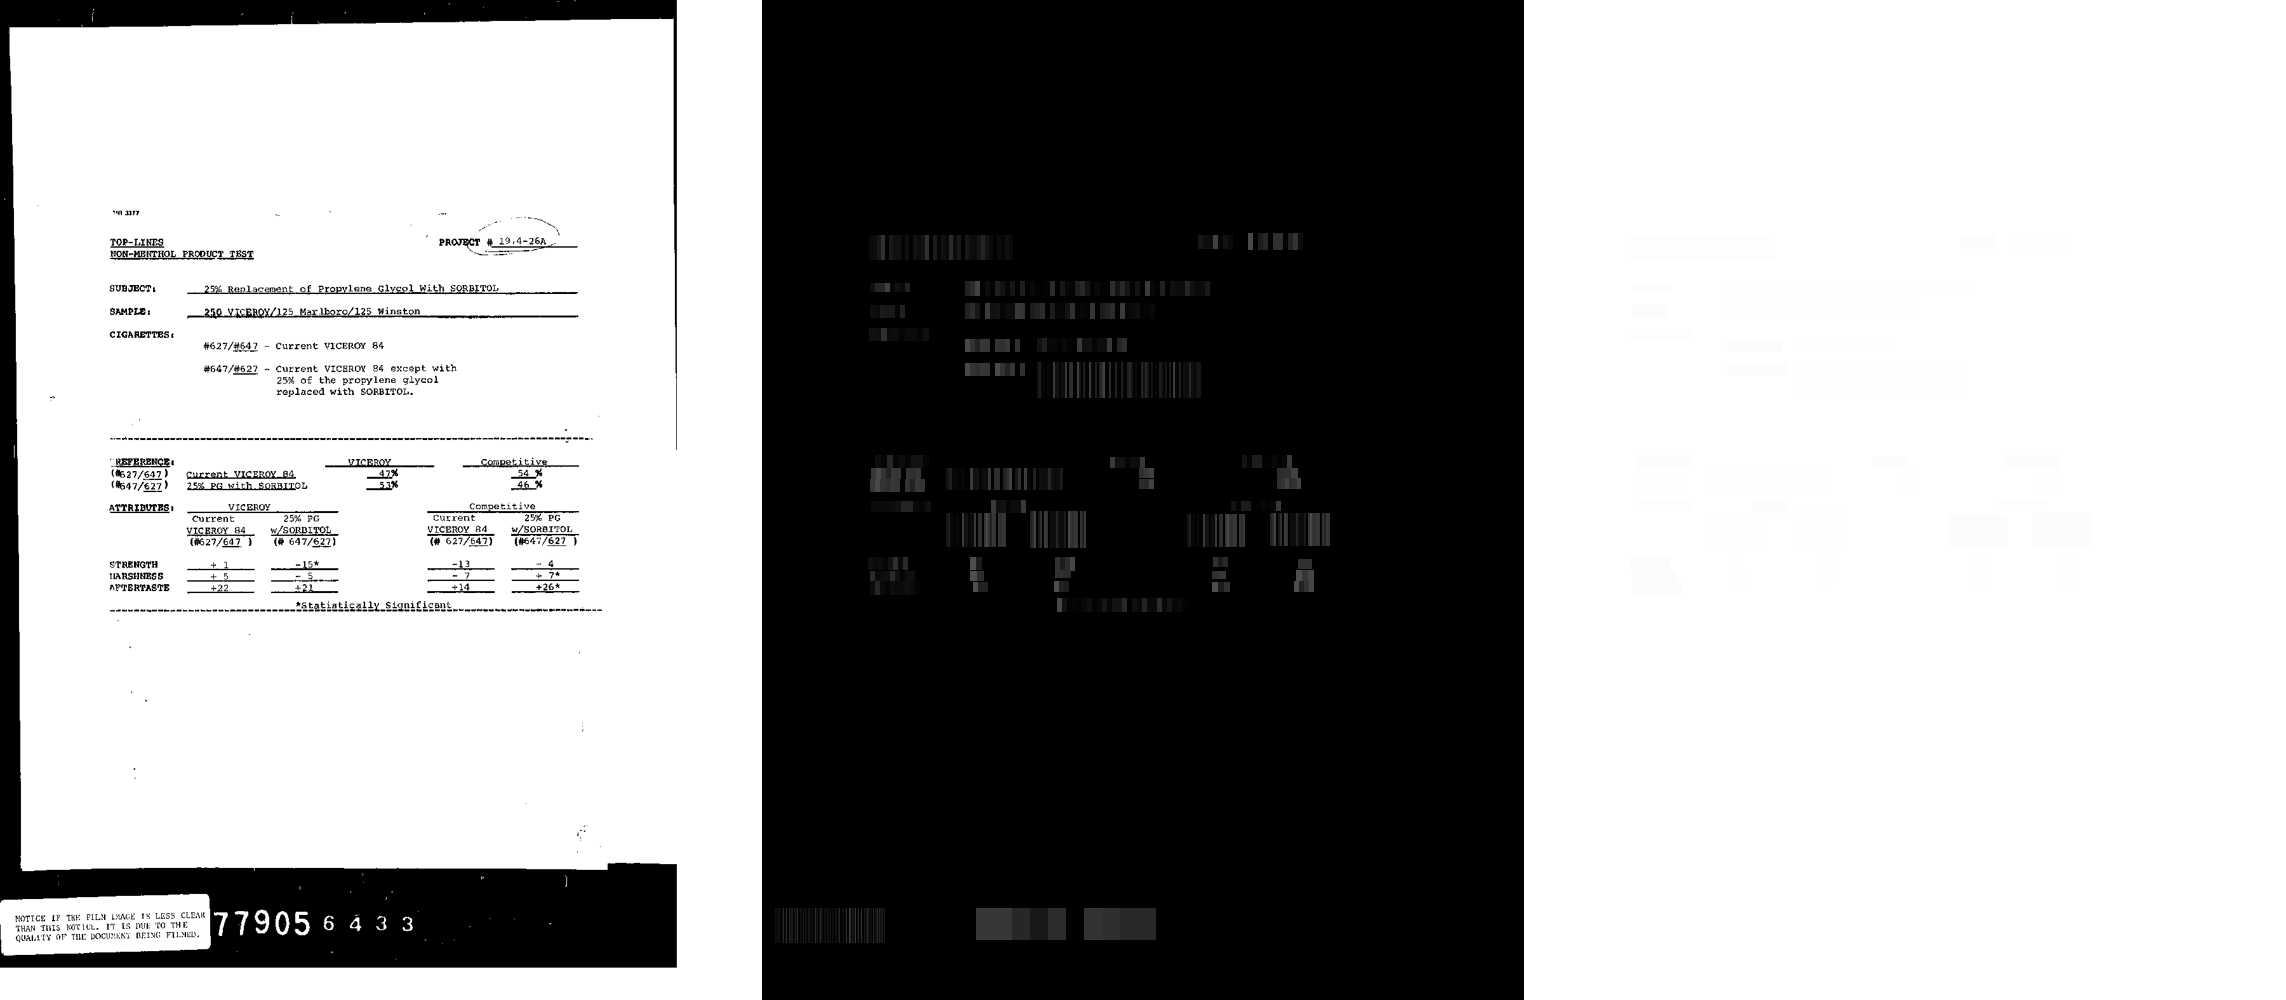 TOP-LINES PROJECT # 19.4-26A
NON-MENTHOL PRODUCT TEST
SUBJECT: 25% Replacement of Propylene Glycol With SORBITOL
SAMPLE: 250 VICEROY/125 Marlboro/125 Winston
CIGARETTES:
#627/#647 - Current VICEROY 84
#647/#627 - Current VICEROY 84 except with
25% of the propylene glycol
replaced with SORBITOL.
REFERENCE: VICEROY Competitive
(#627/647) Current VICEROY 84 47% 54 %
(#647/627) 25% PG with SORBITOL 53% 46 %
ATTRIBUTES: VICEROY Competitive
Current 25% PG Current 25% PG
VICEROY 84 w/SORBITOL VICEROY 84 w/SORBITOL
(#627/647 ) (# 647/627) (# 627/647) (#647/627 )
STRENGTH + 1 -15* -13 - 4
HARSHNESS + 5 - 5 - 7 + 7*
AFTERTASTE +22 +21 +14 +26*
*Statistically Significant
NOTICE IF THE FILM IMAGE IS LESS CLEAR
THAN THIS NOTICE. IT IS DUE TO THE
QUALITY OF THE DOCUMENT BEING FILMED.
77905 6433